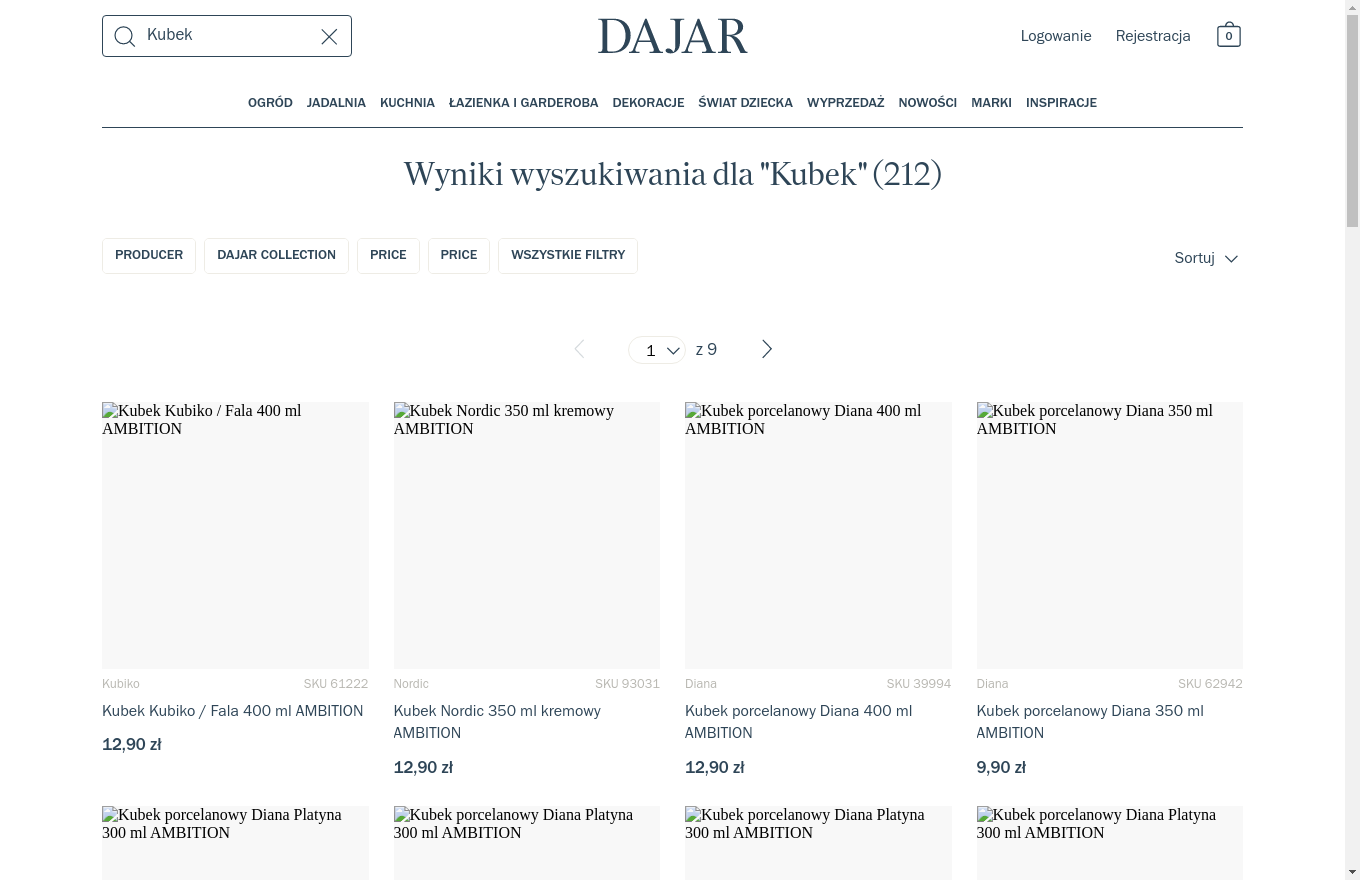 Kubek
DAJAR
Logowanie
Rejestracja
0
OGRÓD JADALNIA KUCHNIA ŁAZIENKA I GARDEROBA DEKORACJE ŚWIAT DZIECKA WYPRZEDAŻ NOWOŚCI MARKI INSPIRACJE
Wyniki wyszukiwania dla "Kubek" (212)
PRODUCER DAJAR COLLECTION PRICE PRICE WSZYSTKIE FILTRY
Sortuj
1 z 9
Kubek Kubiko / Fala 400 ml
AMBITION
Kubek Nordic 350 ml kremowy
AMBITION
Kubek porcelanowy Diana 400 ml
AMBITION
Kubek porcelanowy Diana 350 ml
AMBITION
Kubiko SKU 61222
Kubek Kubiko / Fala 400 ml AMBITION
12,90 zł
Nordic SKU 93031
Kubek Nordic 350 ml kremowy
AMBITION
12,90 zł
Diana SKU 39994
Kubek porcelanowy Diana 400 ml
AMBITION
12,90 zł
Diana SKU 62942
Kubek porcelanowy Diana 350 ml
AMBITION
9,90 zł
Kubek porcelanowy Diana Platyna
300 ml AMBITION
Kubek porcelanowy Diana Platyna
300 ml AMBITION
Kubek porcelanowy Diana Platyna
300 ml AMBITION
Kubek porcelanowy Diana Platyna
300 ml AMBITION